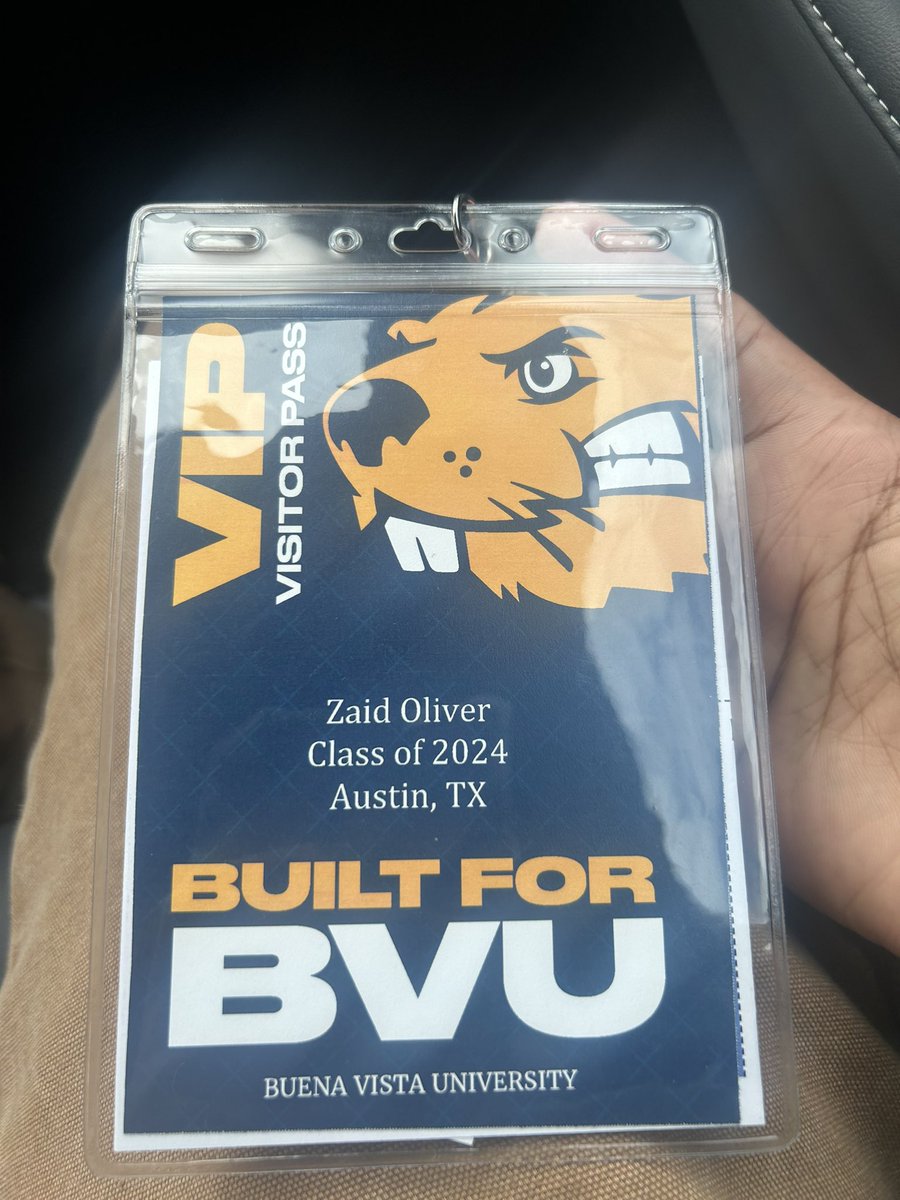 VIP
VISITOR PASS
Zaid Oliver
Class of 2024
Austin, TX
BUILT FOR
BVU
BUENA VISTA UNIVERSITY